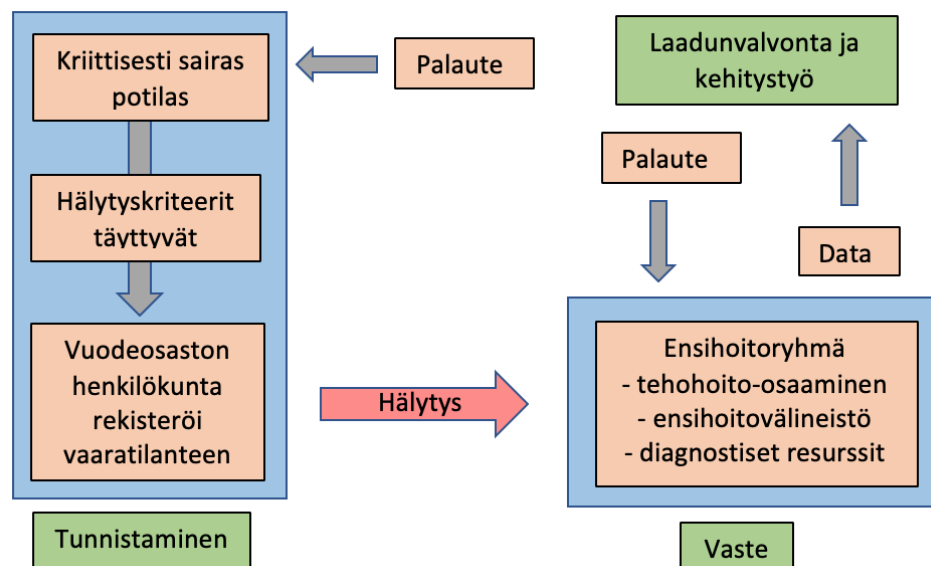 Kriittisesti sairas
potilas
Hälytyskriteerit
täyttyvät
Vuodeosaston
henkilökunta
rekisteröi
vaaratilanteen
Tunnistaminen
Palaute
Hälytys
Laadunvalvonta ja
kehitystyö
Palaute
Data
Ensihoitoryhmä
- tehohoito-osaaminen
- ensihoitovälineistö
- diagnostiset resurssit
Vaste